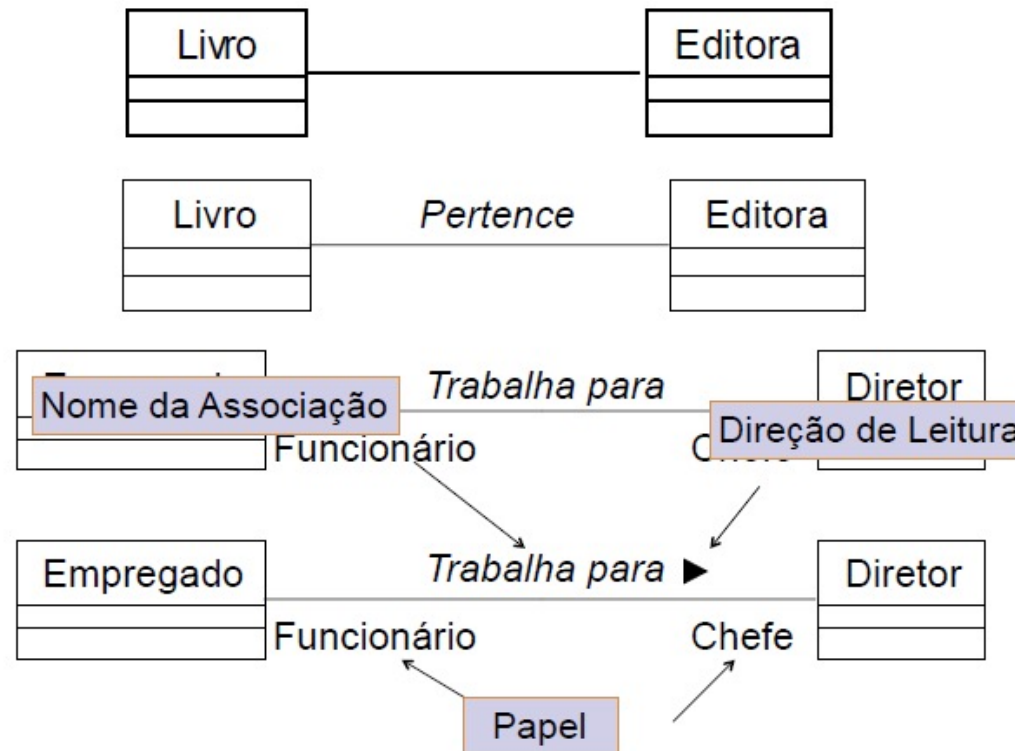 Livro
Editora
Livro
Pertence
Editora
Trabalha para
Diretor
Nome da Associação
Direção de Leitura
Funcionário
Empregado
Trabalha para ▶
Diretor
Funcionário
Chefe
Papel